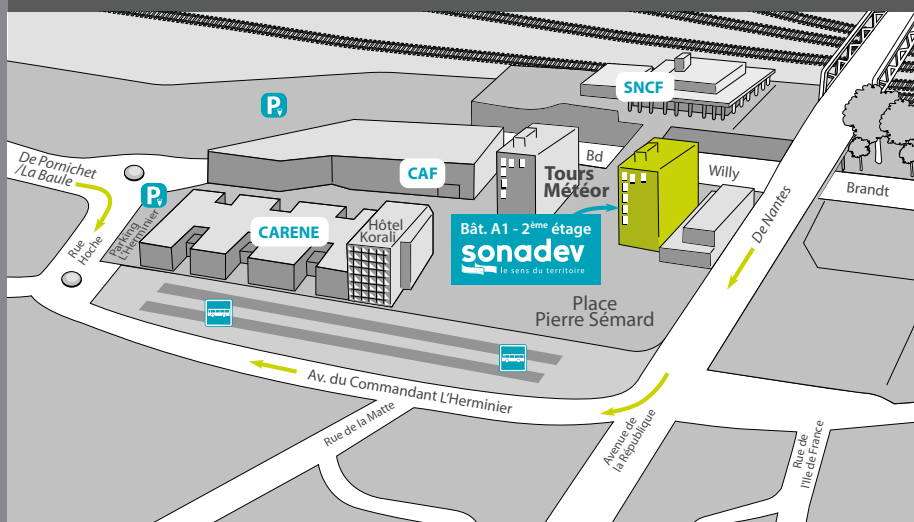 SNCF
P
De Pornichet
/La Baule
P
CAF
Bd
Willy
Brandt
Tours
Météor
Bât. A1 - 2ème étage
sonadev
le sens du territoire
CARENE
Hôtel
Korali
Parking
L'Herminier
Rue
Hoche
De Nantes
Place
Pierre Sémard
Av. du Commandant L'Herminier
Rue de la Matte
Avenue de
la République
Rue de
l'Ile de France